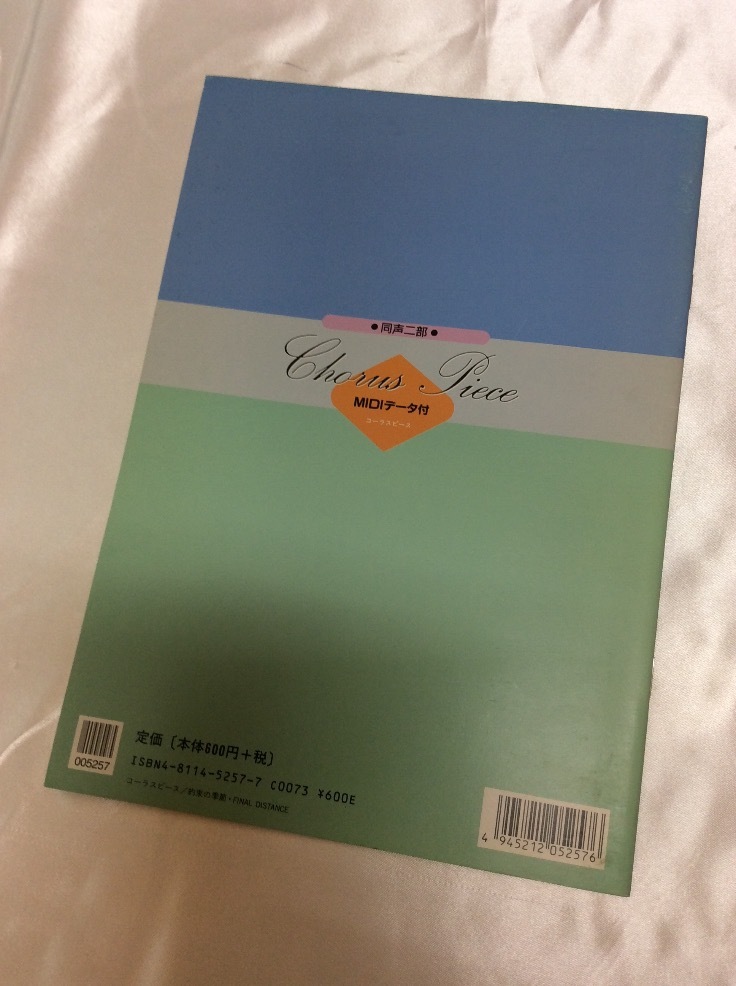 ●同声二部●
Chorus Piece
MIDIデータ付
コーラスピース
005257
定価〔本体600円+税〕
ISBN4-8114-5257-7 C0073 ¥600E
コーラスピース/約束の季節・FINAL DISTANCE
4 945212 052576